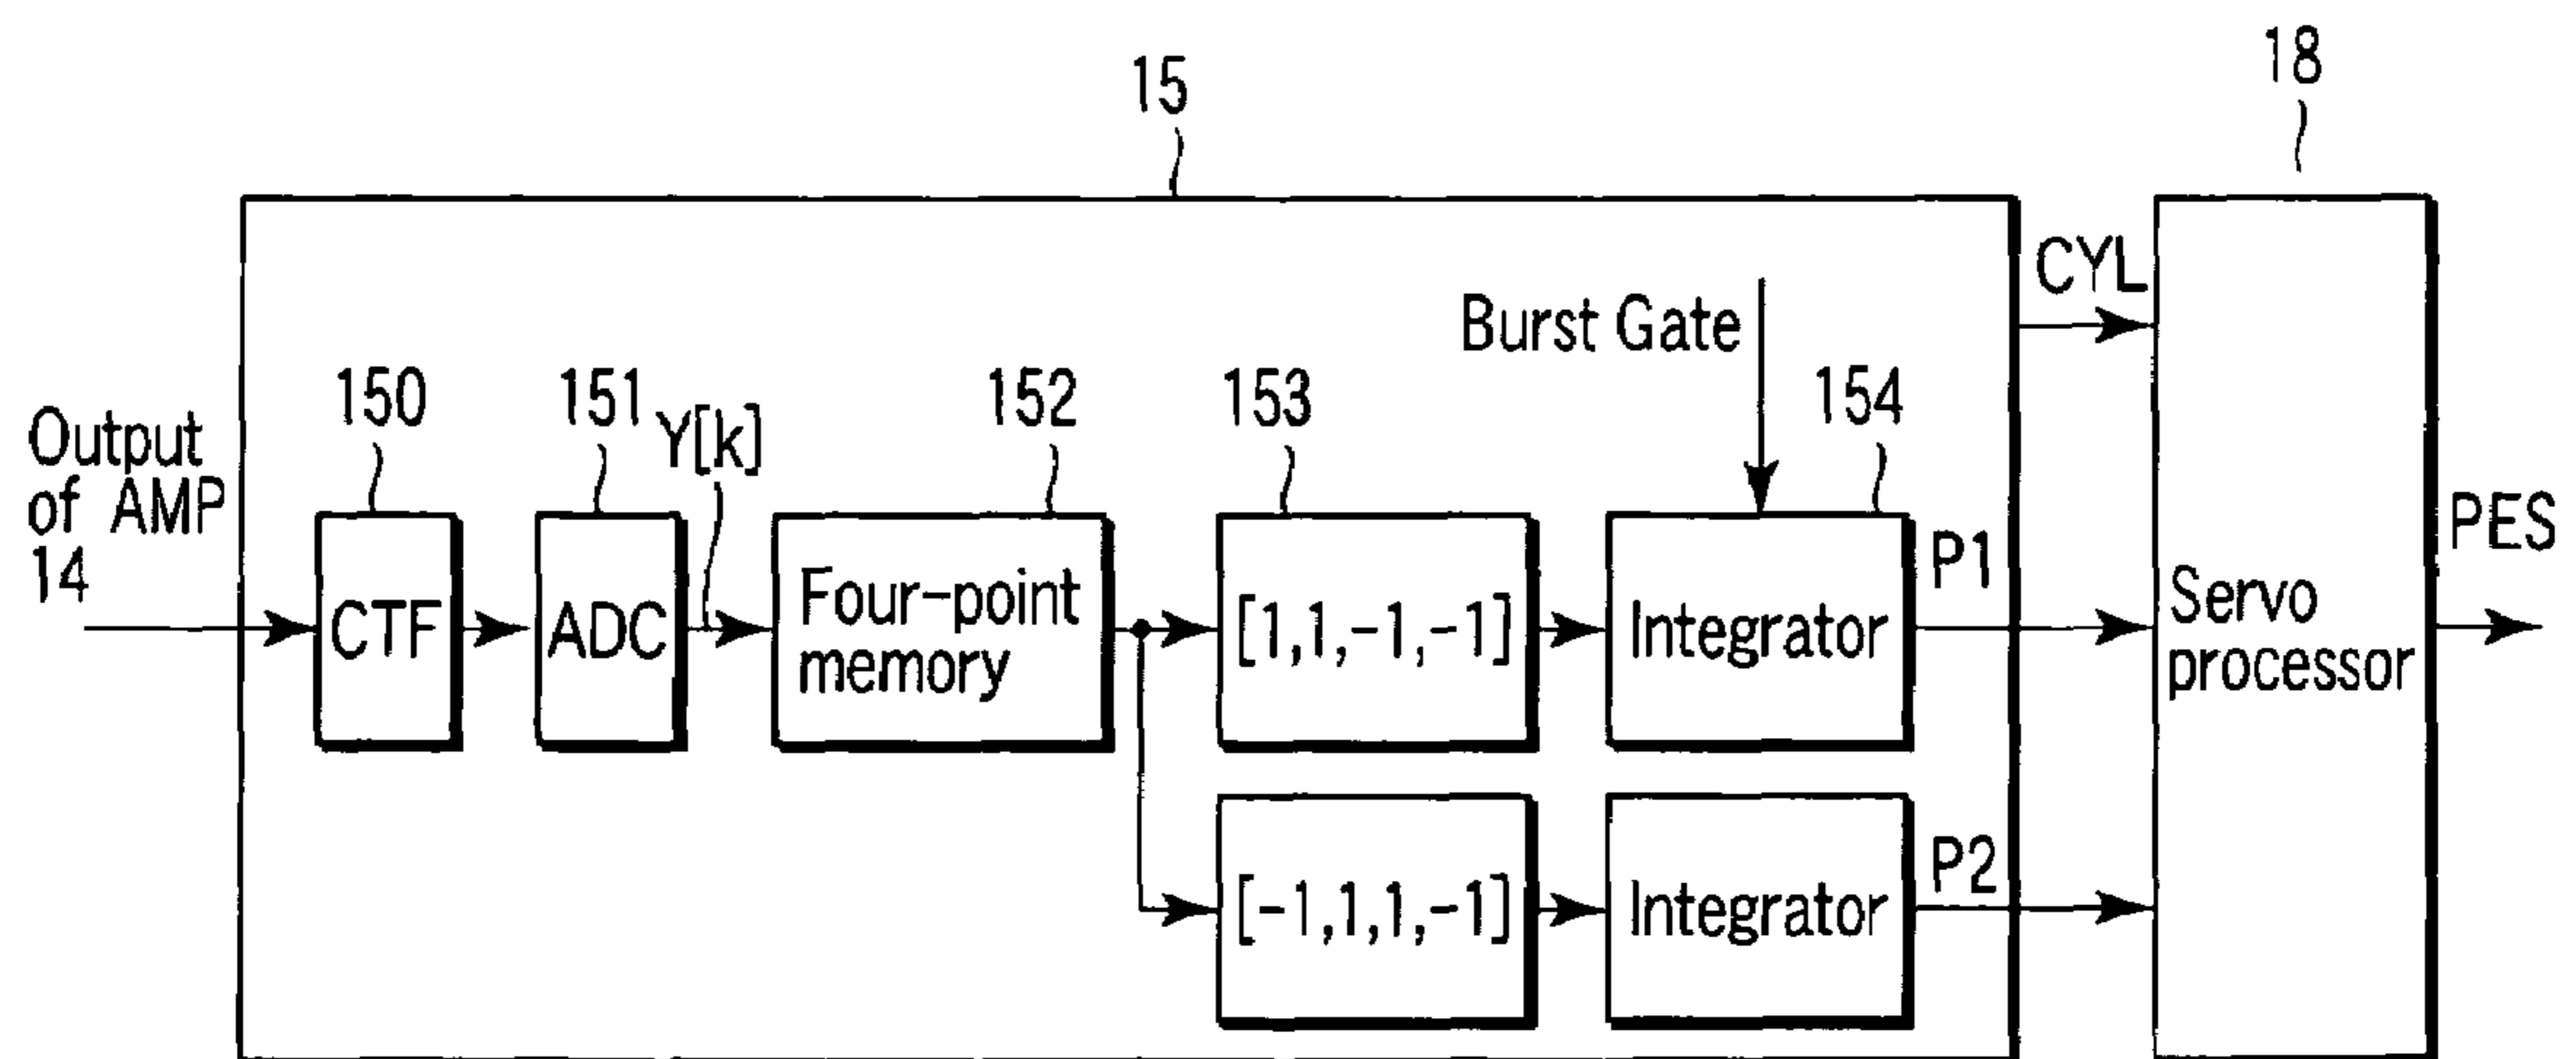 15
18
CYL
Burst Gate
150
151
Y[k]
152
153
154
Output
of AMP
14
CTF
ADC
Four-point
memory
[1,1,-1,-1]
Integrator
P1
Servo
processor
PES
[-1,1,1,-1]
Integrator
P2